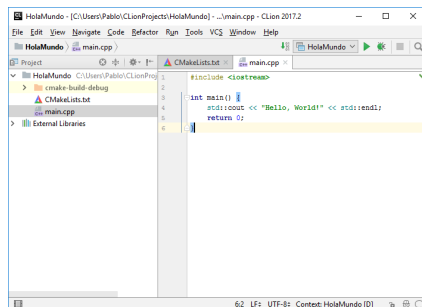 HolaMundo - [C:\Users\Pablo\CLionProjects\HolaMundo] - ...\main.cpp - CLion 2017.2
File Edit View Navigate Code Refactor Run Tools VCS Window Help
HolaMundo main.cpp HolaMundo
Project CMakeLists.txt main.cpp
HolaMundo C:\Users\Pablo\CLionProj
cmake-build-debug
CMakeLists.txt
main.cpp
External Libraries
1 #include <iostream>
2
3 int main() {
4 std::cout << "Hello, World!" << std::endl;
5 return 0;
6 }
6:2 LF÷ UTF-8÷ Context: HolaMundo [D]